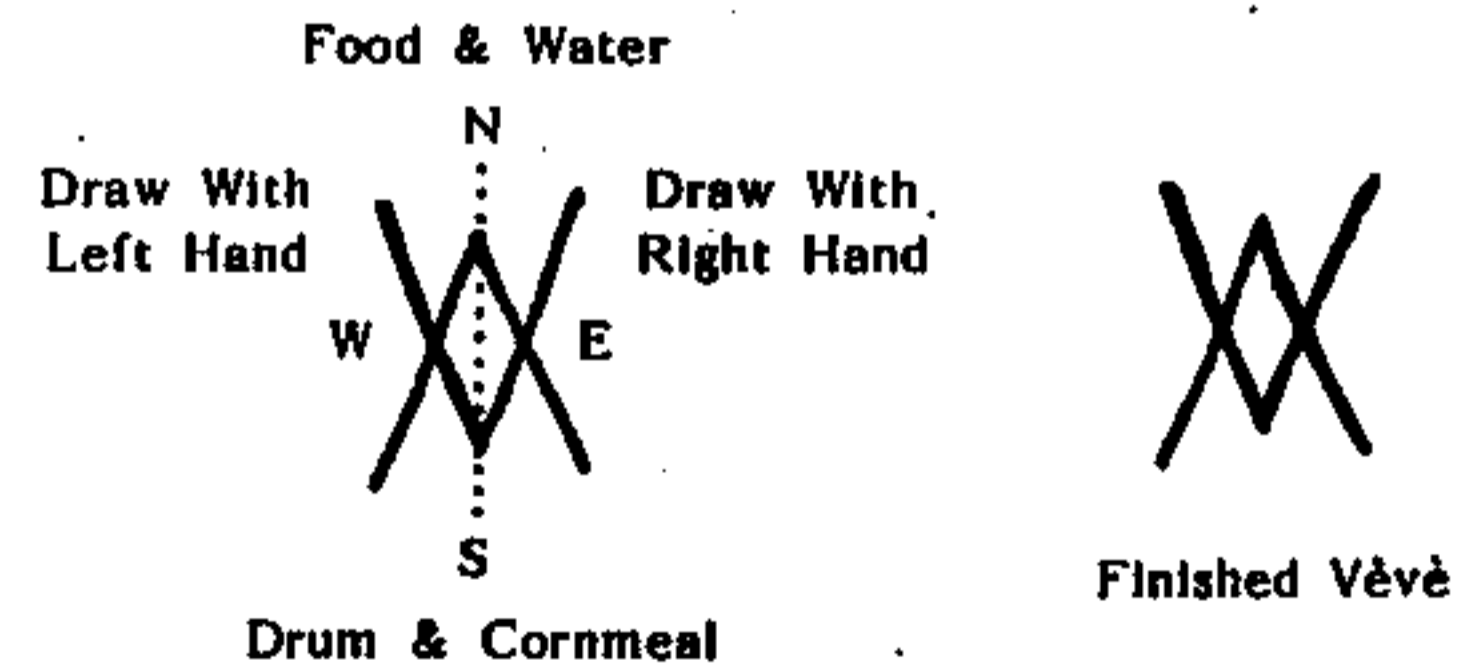 Food & Water
N
Draw With
Left Hand
Draw With
Right Hand
W
E
S
Drum & Cornmeal
Finished Vèvè